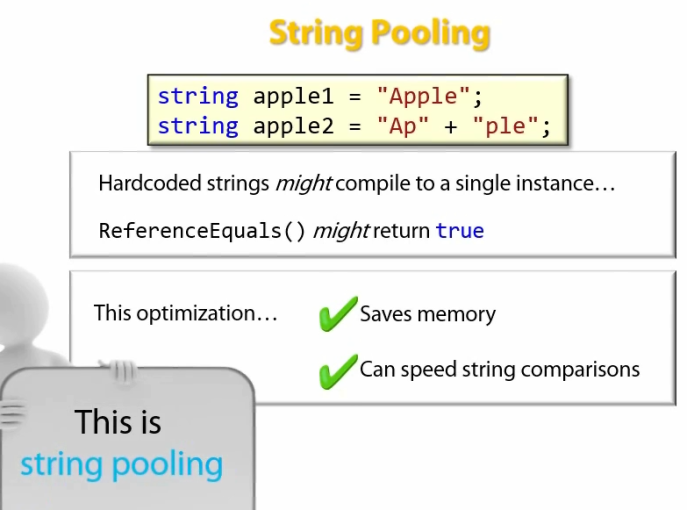 String Pooling
string apple1 = "Apple";
string apple2 = "Ap" + "ple";
Hardcoded strings might compile to a single instance…
ReferenceEquals() might return true
This optimization…
Saves memory
Can speed string comparisons
This is
string pooling